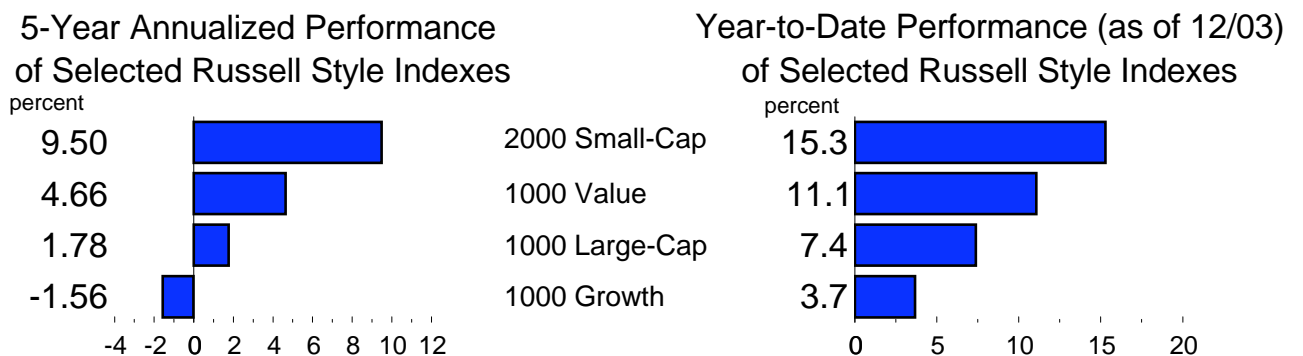 5-Year Annualized Performance
of Selected Russell Style Indexes
percent
9.50
4.66
1.78
-1.56
-4 -2 0 2 4 6 8 10 12
2000 Small-Cap
1000 Value
1000 Large-Cap
1000 Growth
Year-to-Date Performance (as of 12/03)
of Selected Russell Style Indexes
percent
15.3
11.1
7.4
3.7
0 5 10 15 20